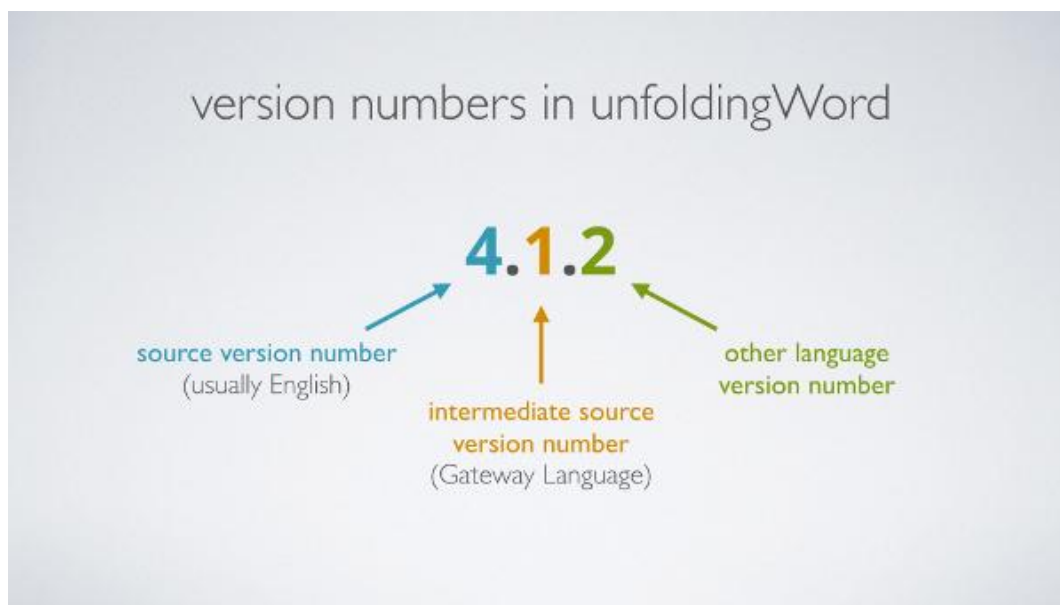 version numbers in unfoldingWord
4.1.2
source version number
(usually English)
intermediate source
version number
(Gateway Language)
other language
version number